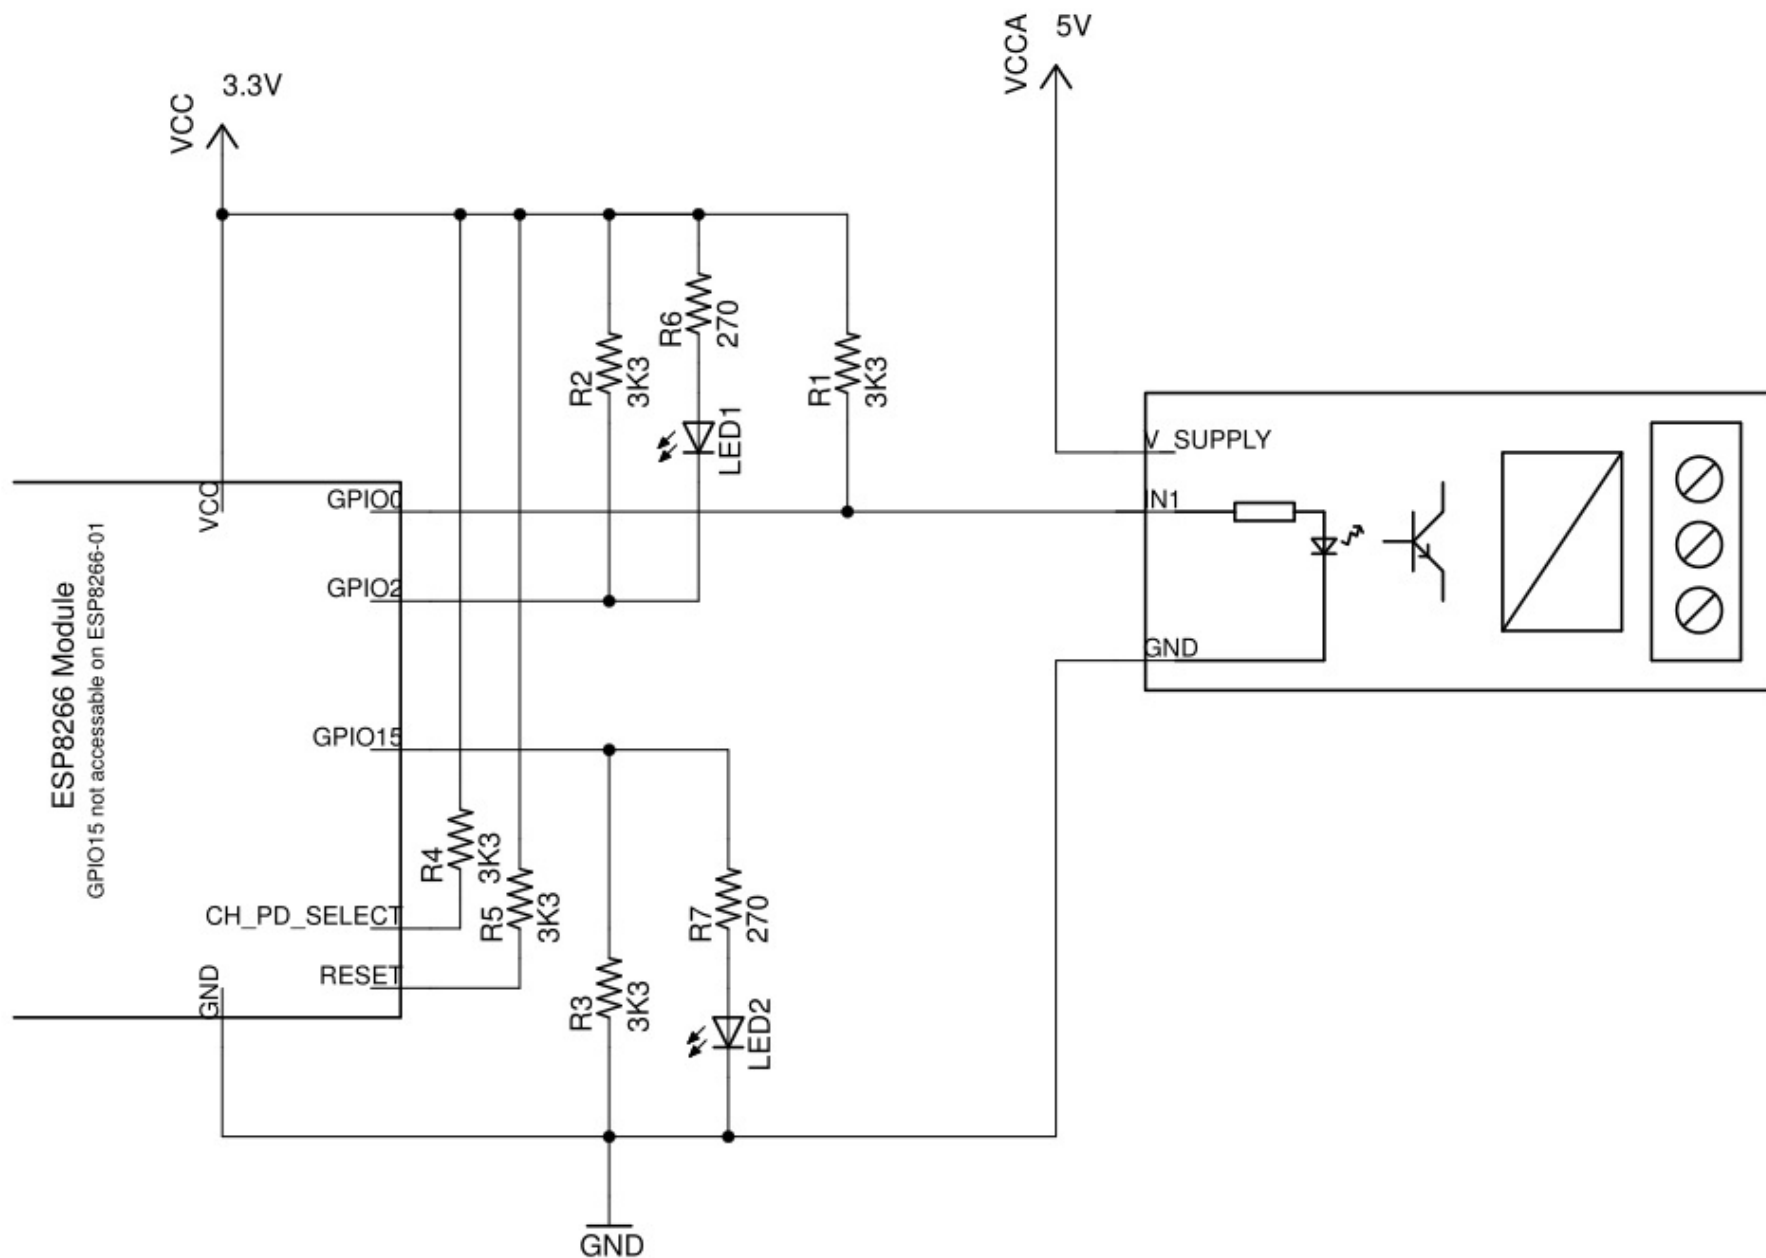 VCCA
5V
VCC
3.3V
R6
270
R2
3K3
R1
3K3
LED1
V_SUPPLY
VCC
GPIO0
IN1
ESP8266 Module
GPIO15 not accessable on ESP8266-01
GPIO2
GND
GPIO15
R4
3K3
R5
3K3
R7
270
CH_PD_SELECT
RESET
GND
R3
3K3
LED2
GND